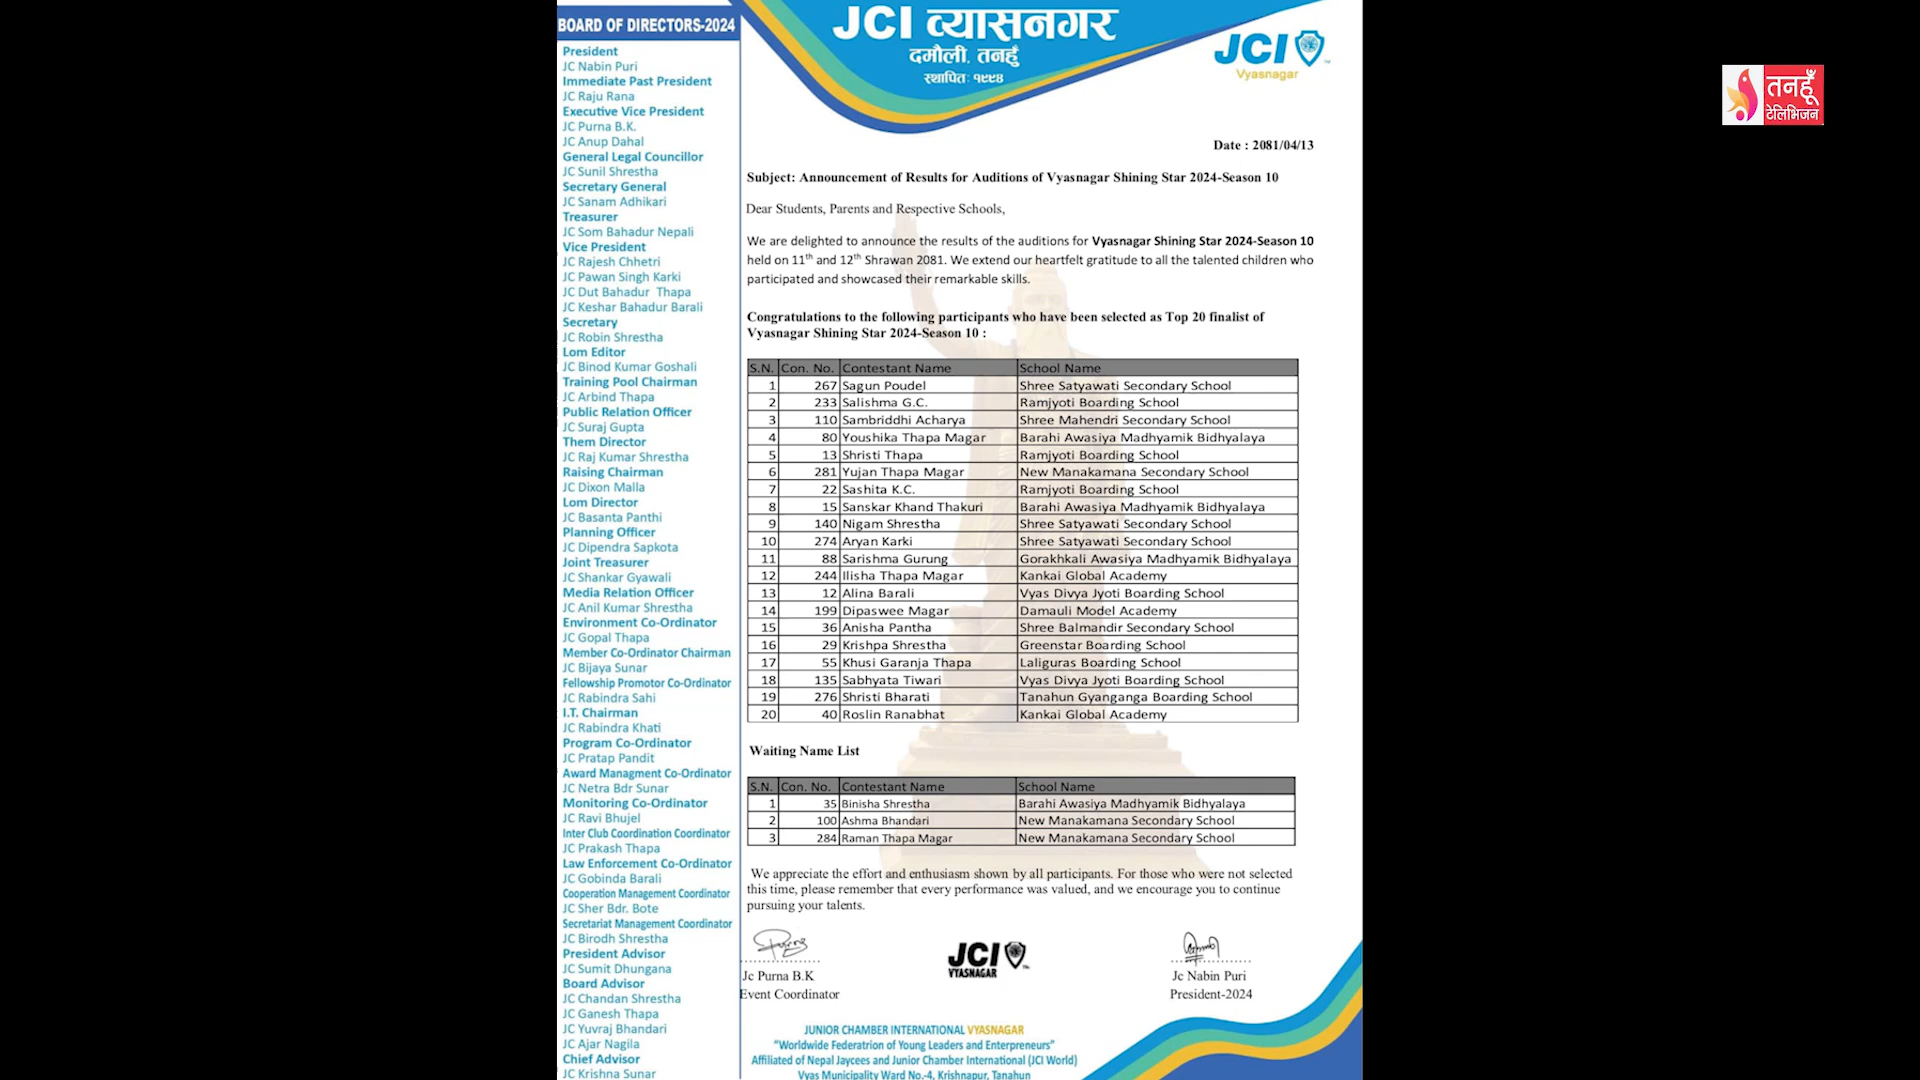 BOARD OF DIRECTORS-2024
President
JC Nabin Puri
Immediate Past President
JC Raju Rana
Executive Vice President
JC Purna B.K.
JC Anup Dahal
General Legal Councillor
JC Sunil Shrestha
Secretary General
JC Sanam Adhikari
Treasurer
JC Som Bahadur Nepali
Vice President
JC Rajesh Chhetri
JC Pawan Singh Karki
JC Dut Bahadur Thapa
JC Keshar Bahadur Barali
Secretary
JC Robin Shrestha
Lom Editor
JC Binod Kumar Goshali
Training Pool Chairman
JC Arbind Thapa
Public Relation Officer
JC Suraj Gupta
Them Director
JC Raj Kumar Shrestha
Raising Chairman
JC Dixon Malla
Lom Director
JC Basanta Panthi
Planning Officer
JC Dipendra Sapkota
Joint Treasurer
JC Shankar Gyawali
Media Relation Officer
JC Anil Kumar Shrestha
Environment Co-Ordinator
JC Gopal Thapa
Member Co-Ordinator Chairman
JC Bijaya Sunar
Fellowship Promotor Co-Ordinator
JC Rabindra Sahi
I.T. Chairman
JC Rabindra Khati
Program Co-Ordinator
JC Pratap Pandit
Award Managment Co-Ordinator
JC Netra Bdr Sunar
Monitoring Co-Ordinator
JC Ravi Bhujel
Inter Club Coordination Coordinator
JC Prakash Thapa
Law Enforcement Co-Ordinator
JC Gobinda Barali
Cooperation Management Coordinator
JC Sher Bdr. Bote
Secretariat Management Coordinator
JC Birodh Shrestha
President Advisor
JC Sumit Dhungana
Board Advisor
JC Chandan Shrestha
JC Ganesh Thapa
JC Yuvraj Bhandari
JC Ajar Nagila
Chief Advisor
JC Krishna Sunar
JCI व्यासनगर
दमौली, तनहुँ
स्थापित: १९९४
JCI
Vyasnagar
तनहूँ
टेलिभिजन
Date : 2081/04/13
Subject: Announcement of Results for Auditions of Vyasnagar Shining Star 2024-Season 10
Dear Students, Parents and Respective Schools,
We are delighted to announce the results of the auditions for Vyasnagar Shining Star 2024-Season 10
held on 11th and 12th Shrawan 2081. We extend our heartfelt gratitude to all the talented children who
participated and showcased their remarkable skills.
Congratulations to the following participants who have been selected as Top 20 finalist of
Vyasnagar Shining Star 2024-Season 10 :
S.N. Con. No. Contestant Name School Name
1 267 Sagun Poudel Shree Satyawati Secondary School
2 233 Salishma G.C. Ramjyoti Boarding School
3 110 Sambriddhi Acharya Shree Mahendri Secondary School
4 80 Youshika Thapa Magar Barahi Awasiya Madhyamik Bidhyalaya
5 13 Shristi Thapa Ramjyoti Boarding School
6 281 Yujan Thapa Magar New Manakamana Secondary School
7 22 Sashita K.C. Ramjyoti Boarding School
8 15 Sanskar Khand Thakuri Barahi Awasiya Madhyamik Bidhyalaya
9 140 Nigam Shrestha Shree Satyawati Secondary School
10 274 Aryan Karki Shree Satyawati Secondary School
11 88 Sarishma Gurung Gorakhkali Awasiya Madhyamik Bidhyalaya
12 244 Ilisha Thapa Magar Kankai Global Academy
13 12 Alina Barali Vyas Divya Jyoti Boarding School
14 199 Dipaswee Magar Damauli Model Academy
15 36 Anisha Pantha Shree Balmandir Secondary School
16 29 Krishpa Shrestha Greenstar Boarding School
17 55 Khusi Garanja Thapa Laliguras Boarding School
18 135 Sabhyata Tiwari Vyas Divya Jyoti Boarding School
19 276 Shristi Bharati Tanahun Gyanganga Boarding School
20 40 Roslin Ranabhat Kankai Global Academy
Waiting Name List
S.N. Con. No. Contestant Name School Name
1 35 Binisha Shrestha Barahi Awasiya Madhyamik Bidhyalaya
2 100 Ashma Bhandari New Manakamana Secondary School
3 284 Raman Thapa Magar New Manakamana Secondary School
We appreciate the effort and enthusiasm shown by all participants. For those who were not selected
this time, please remember that every performance was valued, and we encourage you to continue
pursuing your talents.
Jc Purna B.K
Event Coordinator
JCI
VYASNAGAR
Jc Nabin Puri
President-2024
JUNIOR CHAMBER INTERNATIONAL VYASNAGAR
"Worldwide Federatrion of Young Leaders and Enterpreneurs"
Affiliated of Nepal Jaycees and Junior Chamber International (JCI World)
Vyas Municipality Ward No.-4, Krishnapur, Tanahun